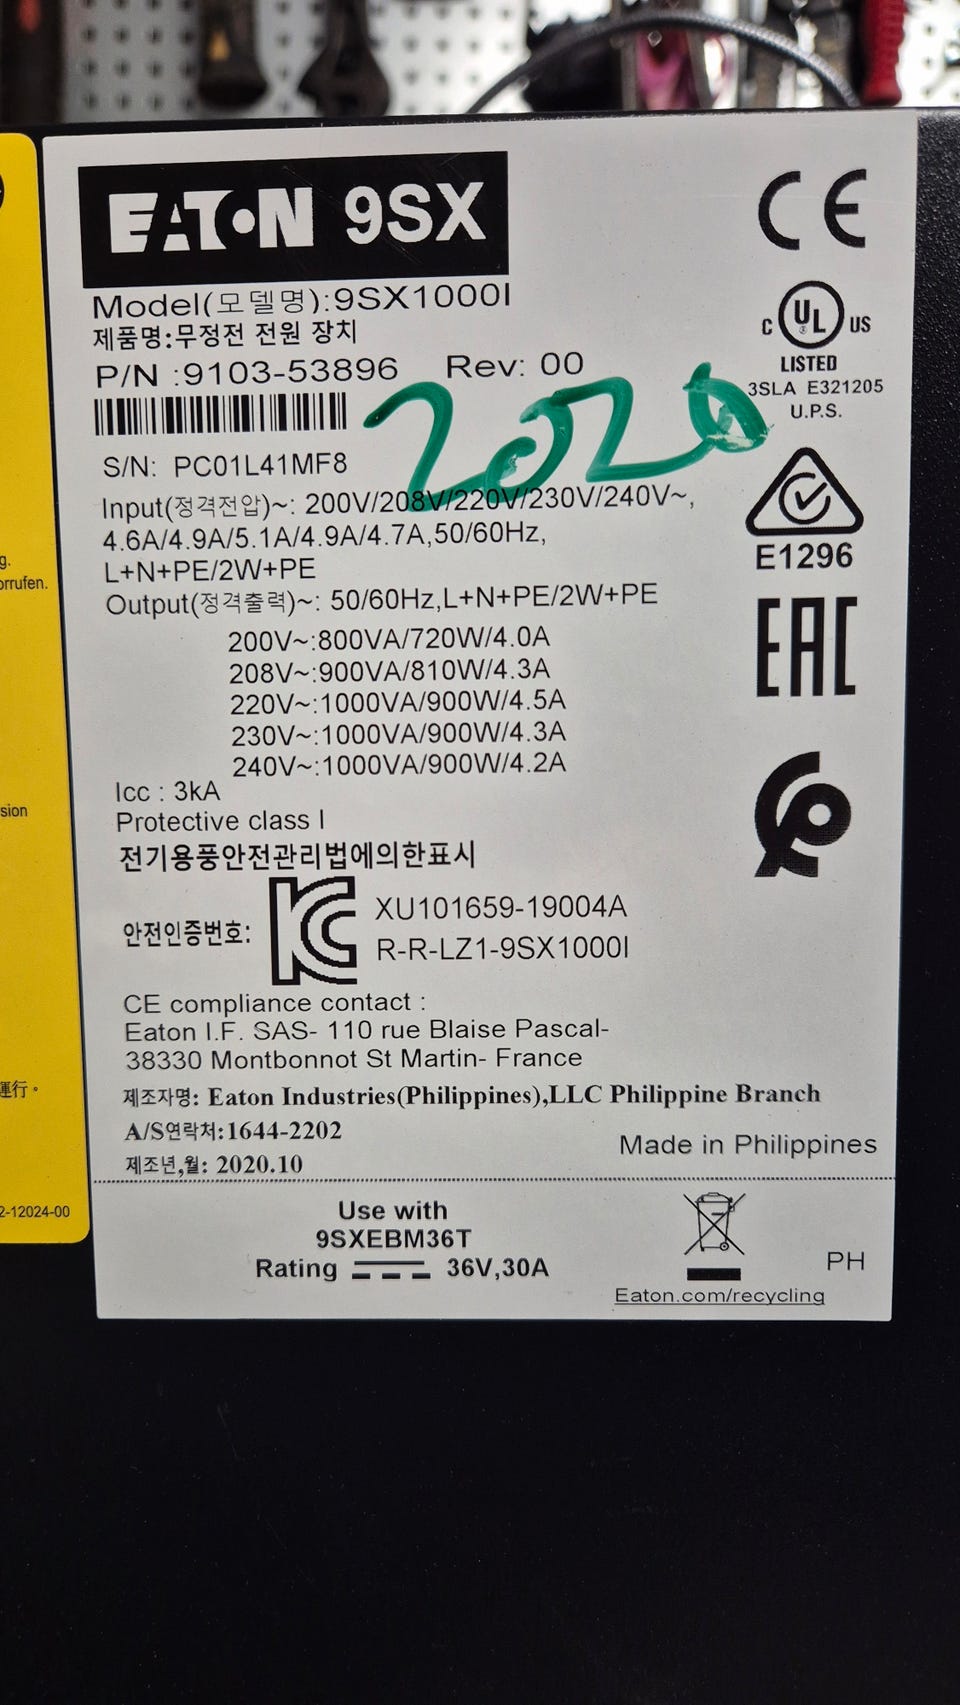 EATON 9SX
Model(모델명):9SX1000I
제품명:무정전 전원 장치
P/N :9103-53896 Rev: 00
2020
S/N: PC01L41MF8
Input(정격전압)~: 200V/208V/220V/230V/240V~,
4.6A/4.9A/5.1A/4.9A/4.7A,50/60Hz,
L+N+PE/2W+PE
Output(정격출력)~: 50/60Hz,L+N+PE/2W+PE
200V~:800VA/720W/4.0A
208V~:900VA/810W/4.3A
220V~:1000VA/900W/4.5A
230V~:1000VA/900W/4.3A
240V~:1000VA/900W/4.2A
Icc : 3kA
Protective class I
전기용품안전관리법에의한표시
안전인증번호:
XU101659-19004A
R-R-LZ1-9SX1000I
CE compliance contact :
Eaton I.F. SAS- 110 rue Blaise Pascal-
38330 Montbonnot St Martin- France
제조자명: Eaton Industries(Philippines),LLC Philippine Branch
A/S연락처:1644-2202
제조년,월: 2020.10
Made in Philippines
Use with
9SXEBM36T
Rating 36V,30A
Eaton.com/recycling
PH
CE
C UL US
LISTED
3SLA E321205
U.P.S.
E1296
EAC
KC
g.
orrufen.
sion
運行。
2-12024-00